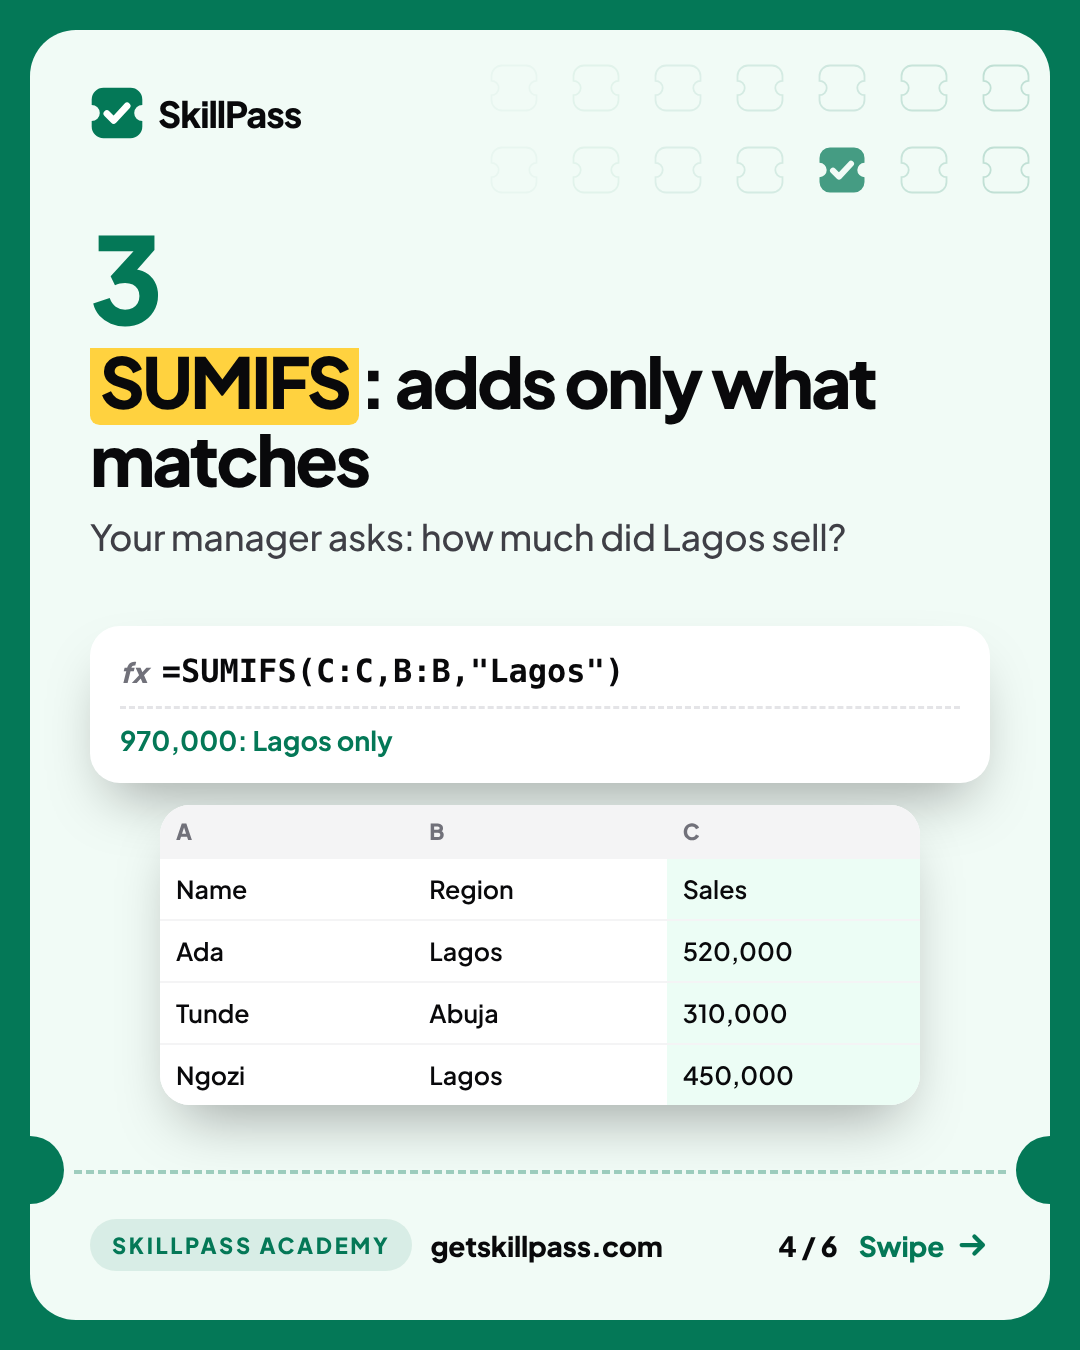 SkillPass
3
SUMIFS: adds only what
matches
Your manager asks: how much did Lagos sell?
fx =SUMIFS(C:C,B:B,"Lagos")
970,000: Lagos only
A B C
Name Region Sales
Ada Lagos 520,000
Tunde Abuja 310,000
Ngozi Lagos 450,000
SKILLPASS ACADEMY getskillpass.com 4 / 6 Swipe →